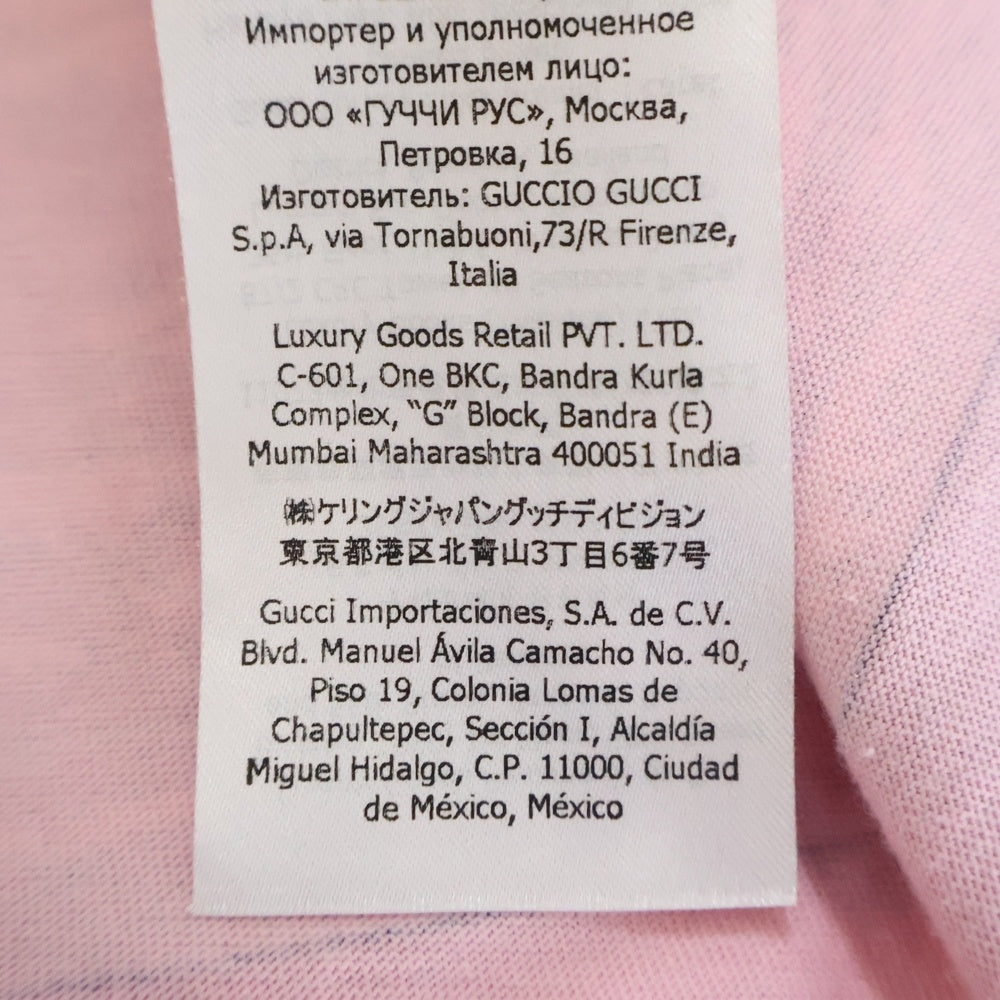 Импортер и уполномоченное
изготовителем лицо:
ООО «ГУЧЧИ РУС», Москва,
Петровка, 16
Изготовитель: GUCCIO GUCCI
S.p.A, via Tornabuoni,73/R Firenze,
Italia
Luxury Goods Retail PVT. LTD.
C-601, One BKC, Bandra Kurla
Complex, “G” Block, Bandra (E)
Mumbai Maharashtra 400051 India
㈱ケリングジャパングッチディビジョン
東京都港区北青山3丁目6番7号
Gucci Importaciones, S.A. de C.V.
Blvd. Manuel Ávila Camacho No. 40,
Piso 19, Colonia Lomas de
Chapultepec, Sección I, Alcaldía
Miguel Hidalgo, C.P. 11000, Ciudad
de México, México